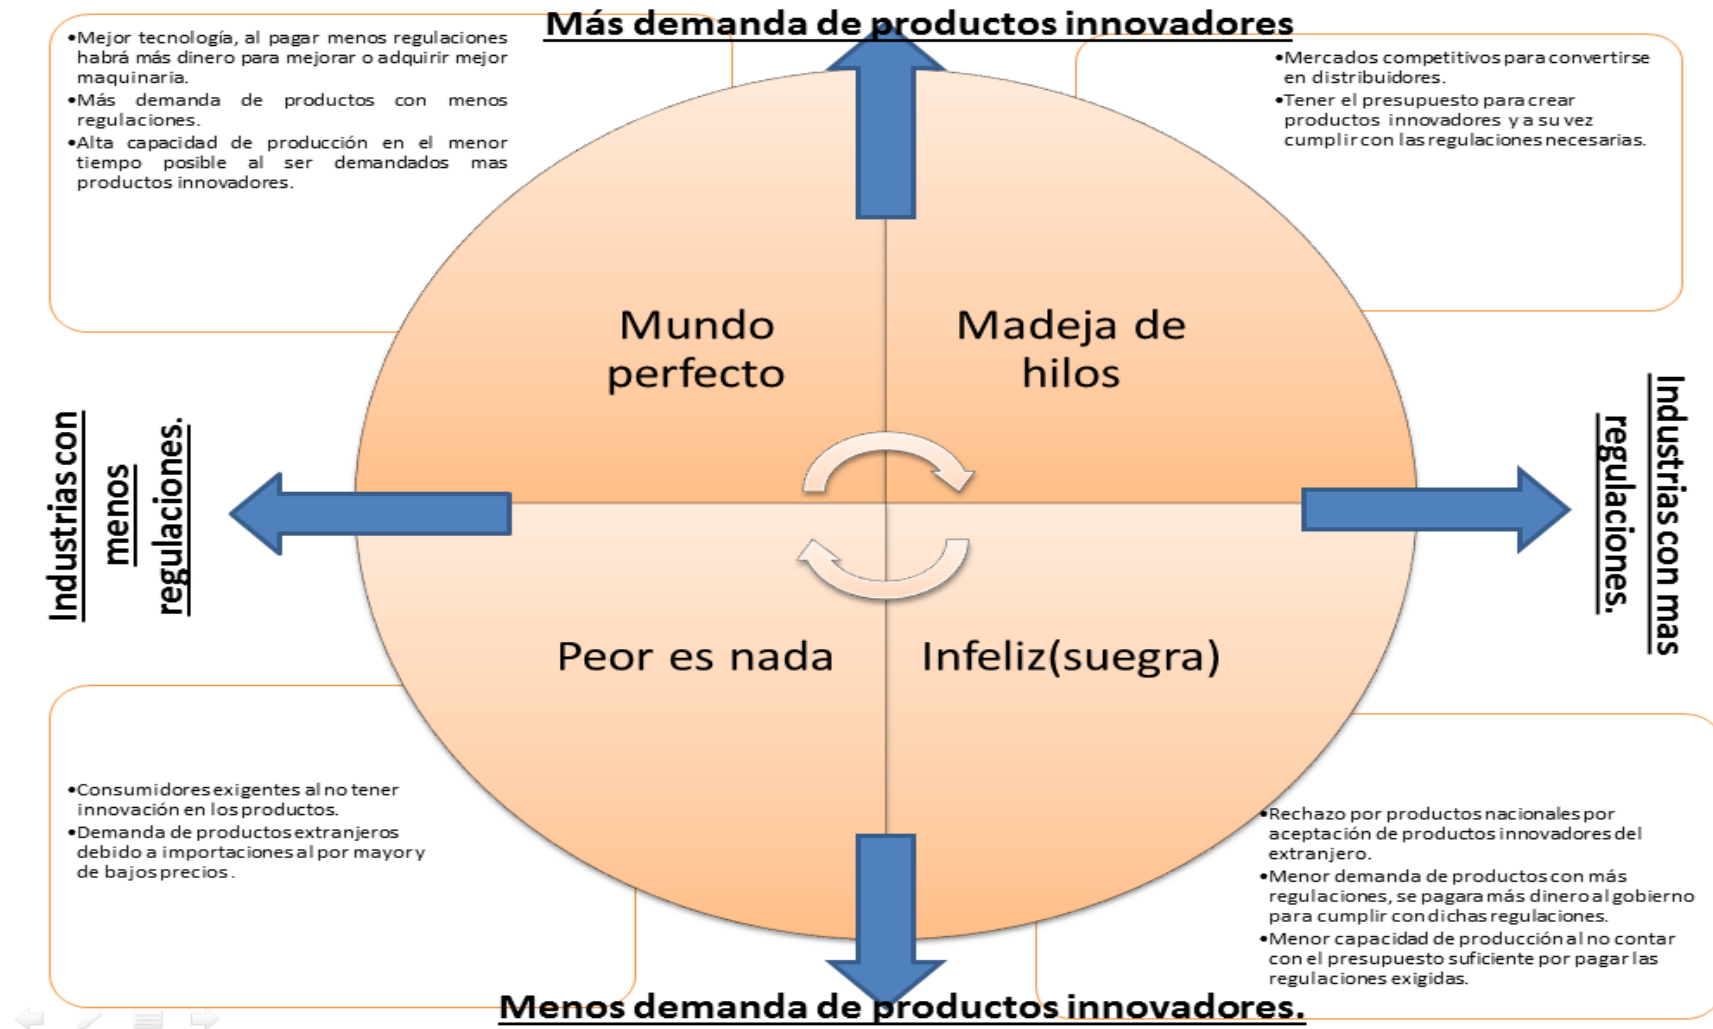 Más demanda de productos innovadores
•Mejor tecnología, al pagar menos regulaciones
habrá más dinero para mejorar o adquirir mejor
maquinaria.
•Más demanda de productos con menos
regulaciones.
•Alta capacidad de producción en el menor
tiempo posible al ser demandados mas
productos innovadores.
•Mercados competitivos para convertirse
en distribuidores.
•Tener el presupuesto para crear
productos innovadores y a su vez
cumplir con las regulaciones necesarias.
Mundo
perfecto
Madeja de
hilos
Industrias con
menos
regulaciones.
Industrias con mas
regulaciones.
Peor es nada
Infeliz(suegra)
•Consumidores exigentes al no tener
innovación en los productos.
•Demanda de productos extranjeros
debido a importaciones al por mayor y
de bajos precios.
•Rechazo por productos nacionales por
aceptación de productos innovadores del
extranjero.
•Menor demanda de productos con más
regulaciones, se pagara más dinero al gobierno
para cumplir con dichas regulaciones.
•Menor capacidad de producción al no contar
con el presupuesto suficiente por pagar las
regulaciones exigidas.
Menos demanda de productos innovadores.